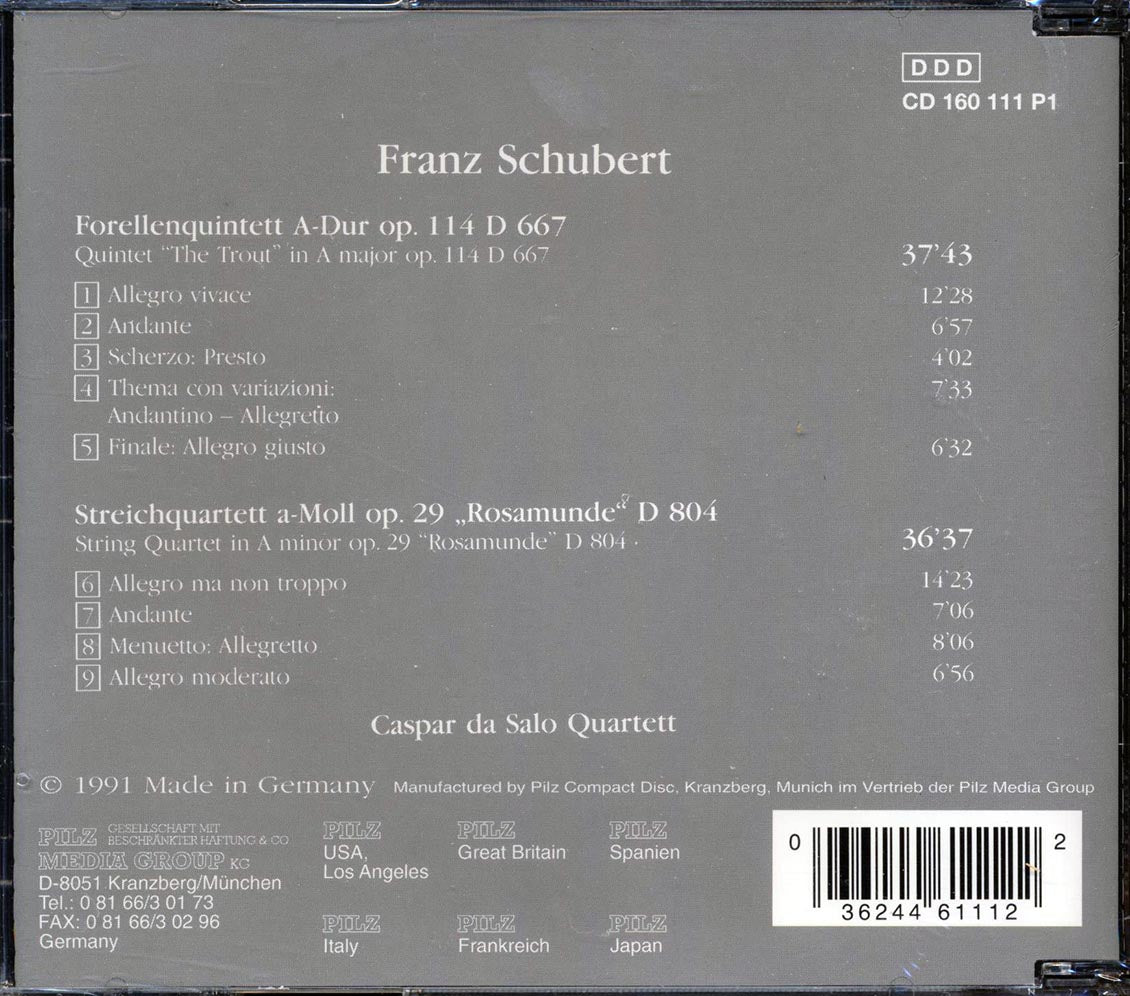 DDD
CD 160 111 P1
Franz Schubert
Forellenquintett A-Dur op. 114 D 667
Quintet “The Trout” in A major op. 114 D 667 37’43
1 Allegro vivace 12’28
2 Andante 6’57
3 Scherzo: Presto 4’02
4 Thema con variazioni: 7’33
Andantino – Allegretto
5 Finale: Allegro giusto 6’32
Streichquartett a-Moll op. 29 „Rosamunde“ D 804
String Quartet in A minor op. 29 “Rosamunde” D 804 36’37
6 Allegro ma non troppo 14’23
7 Andante 7’06
8 Menuetto: Allegretto 8’06
9 Allegro moderato 6’56
Caspar da Salo Quartett
© 1991 Made in Germany Manufactured by Pilz Compact Disc, Kranzberg, Munich im Vertrieb der Pilz Media Group
PILZ GESELLSCHAFT MIT
BESCHRÄNKTER HAFTUNG & CO
MEDIA GROUP KG
D-8051 Kranzberg/München
Tel.: 0 81 66/3 01 73
FAX: 0 81 66/3 02 96
Germany
PILZ
USA,
Los Angeles
PILZ
Great Britain
PILZ
Spanien
PILZ
Italy
PILZ
Frankreich
PILZ
Japan
0 36244 61112 2